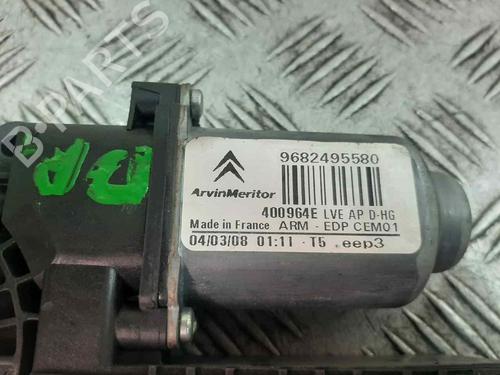 B-PARTS
DP.
ArvinMeritor
9682495580
400964E LVE AP D-HG
Made in France ARM - EDP CEM01
04/03/08 01:11 - T5 .eep3